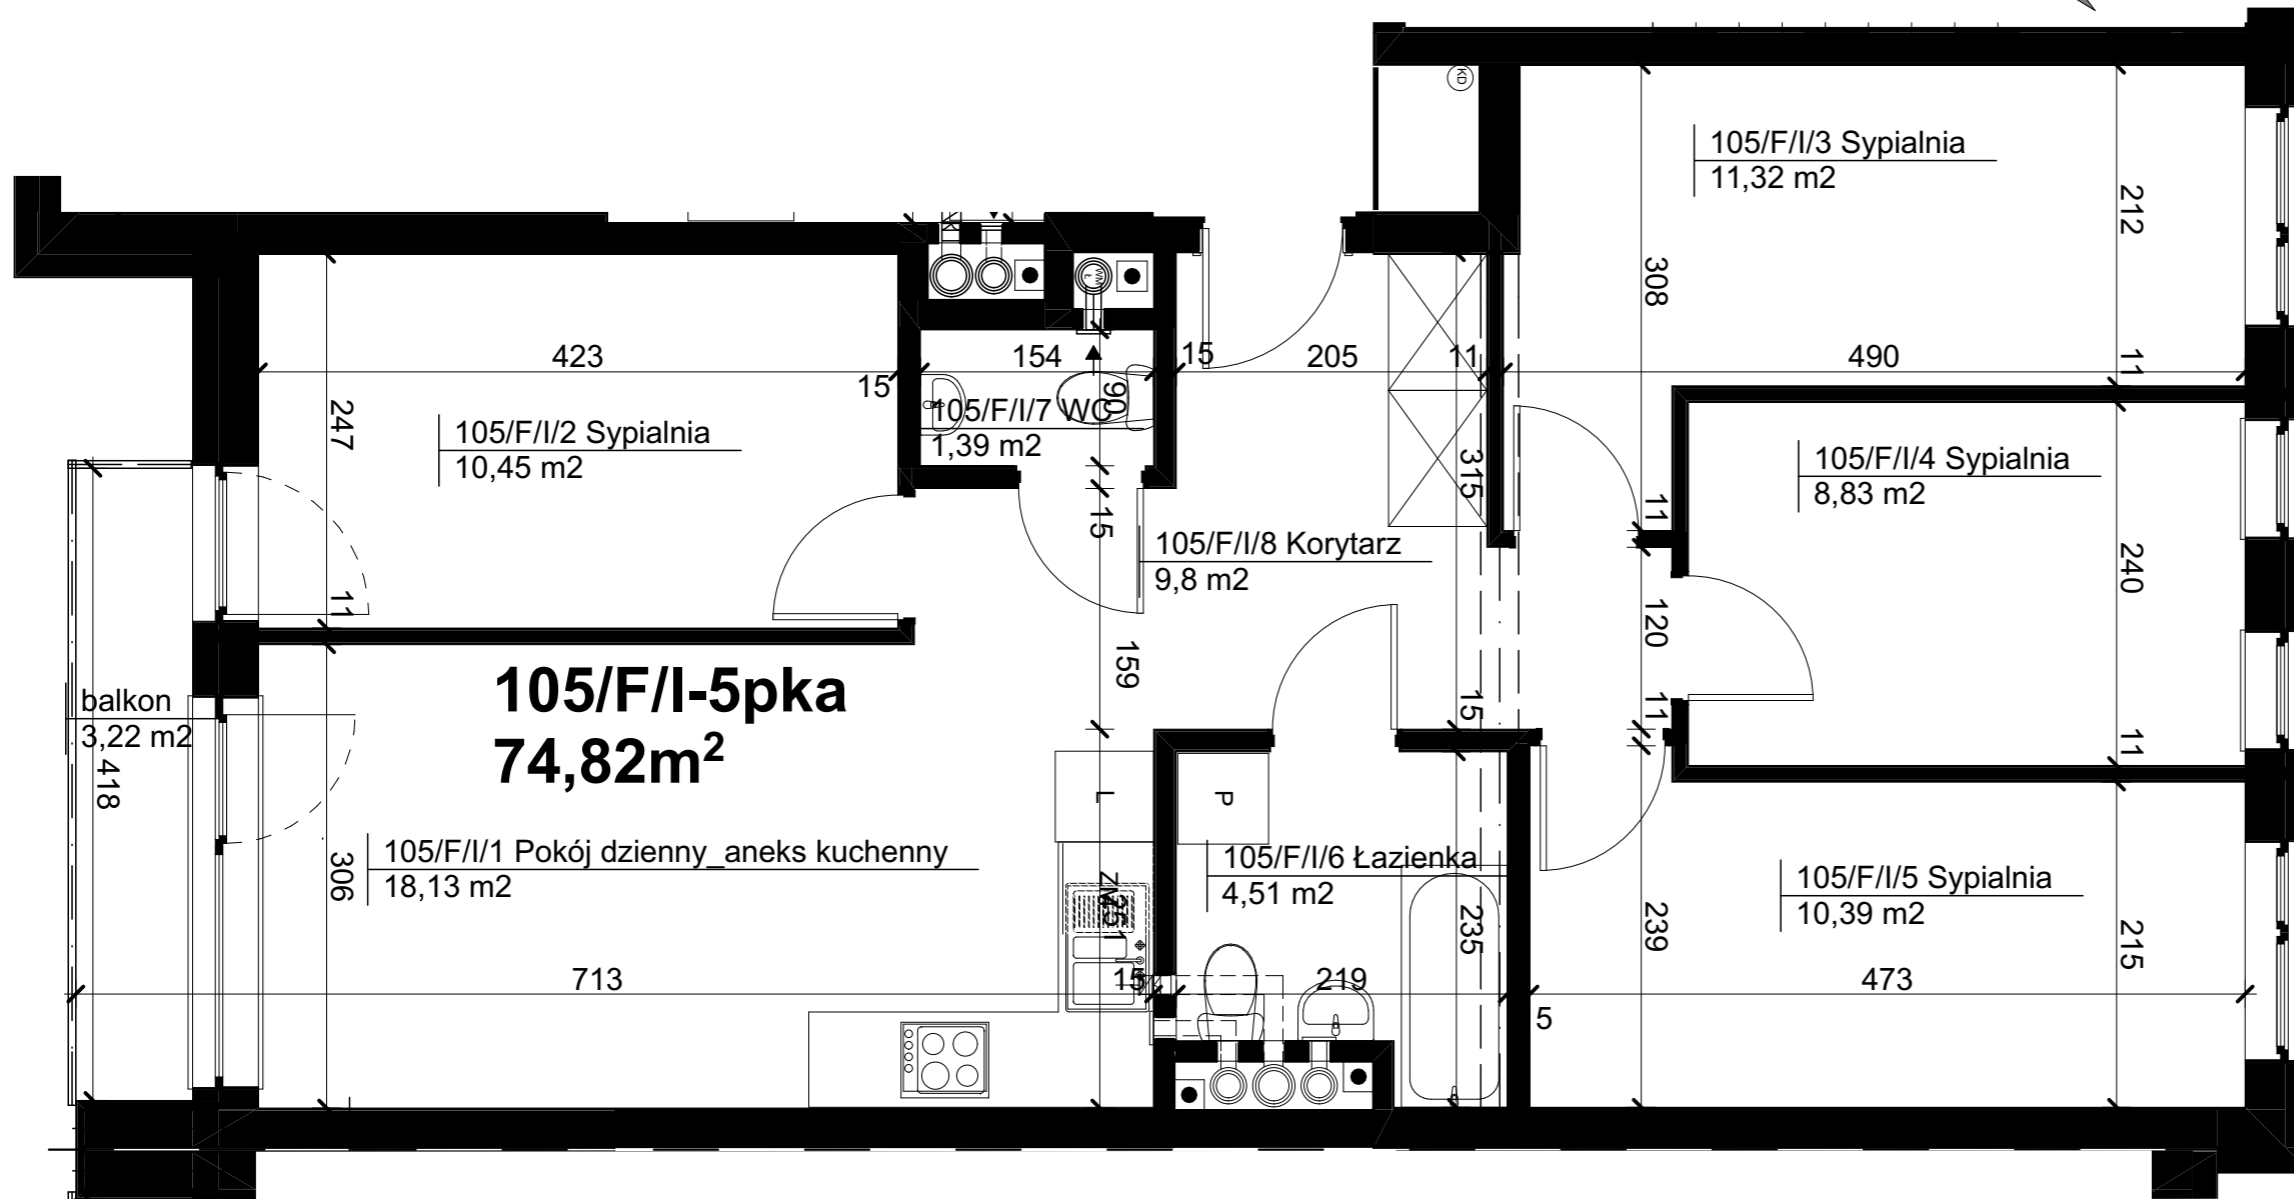 KD
105/F/I/3 Sypialnia
11,32 m2
212
308
423
15
154
15
205
11
490
11
247
90
105/F/I/7 WC
1,39 m2
105/F/I/2 Sypialnia
10,45 m2
315
15
105/F/I/4 Sypialnia
8,83 m2
11
240
105/F/I/8 Korytarz
9,8 m2
11
120
159
105/F/I-5pka
74,82m²
15
11
11
balkon
3,22 m2
418
L
P
105/F/I/1 Pokój dzienny_aneks kuchenny
18,13 m2
306
105/F/I/6 Łazienka
4,51 m2
235
239
105/F/I/5 Sypialnia
10,39 m2
215
713
15
219
473
5